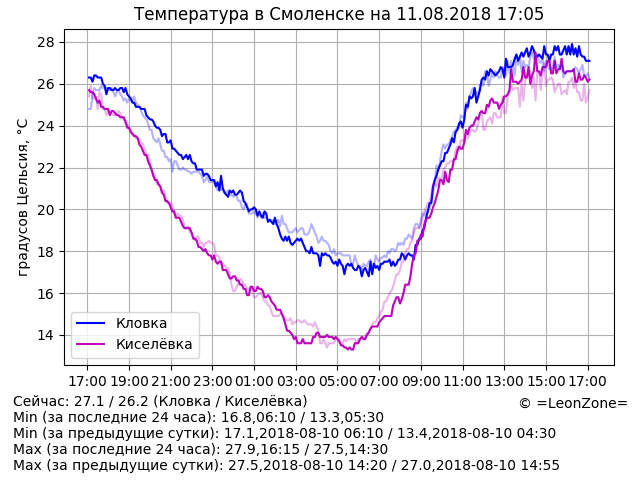 Температура в Смоленске на 11.08.2018 17:05
градусов Цельсия, °С
28
26
24
22
20
18
16
14
Кловка
Киселёвка
17:00 19:00 21:00 23:00 01:00 03:00 05:00 07:00 09:00 11:00 13:00 15:00 17:00
Сейчас: 27.1 / 26.2 (Кловка / Киселёвка)
© =LeonZone=
Min (за последние 24 часа): 16.8,06:10 / 13.3,05:30
Min (за предыдущие сутки): 17.1,2018-08-10 06:10 / 13.4,2018-08-10 04:30
Max (за последние 24 часа): 27.9,16:15 / 27.5,14:30
Max (за предыдущие сутки): 27.5,2018-08-10 14:20 / 27.0,2018-08-10 14:55